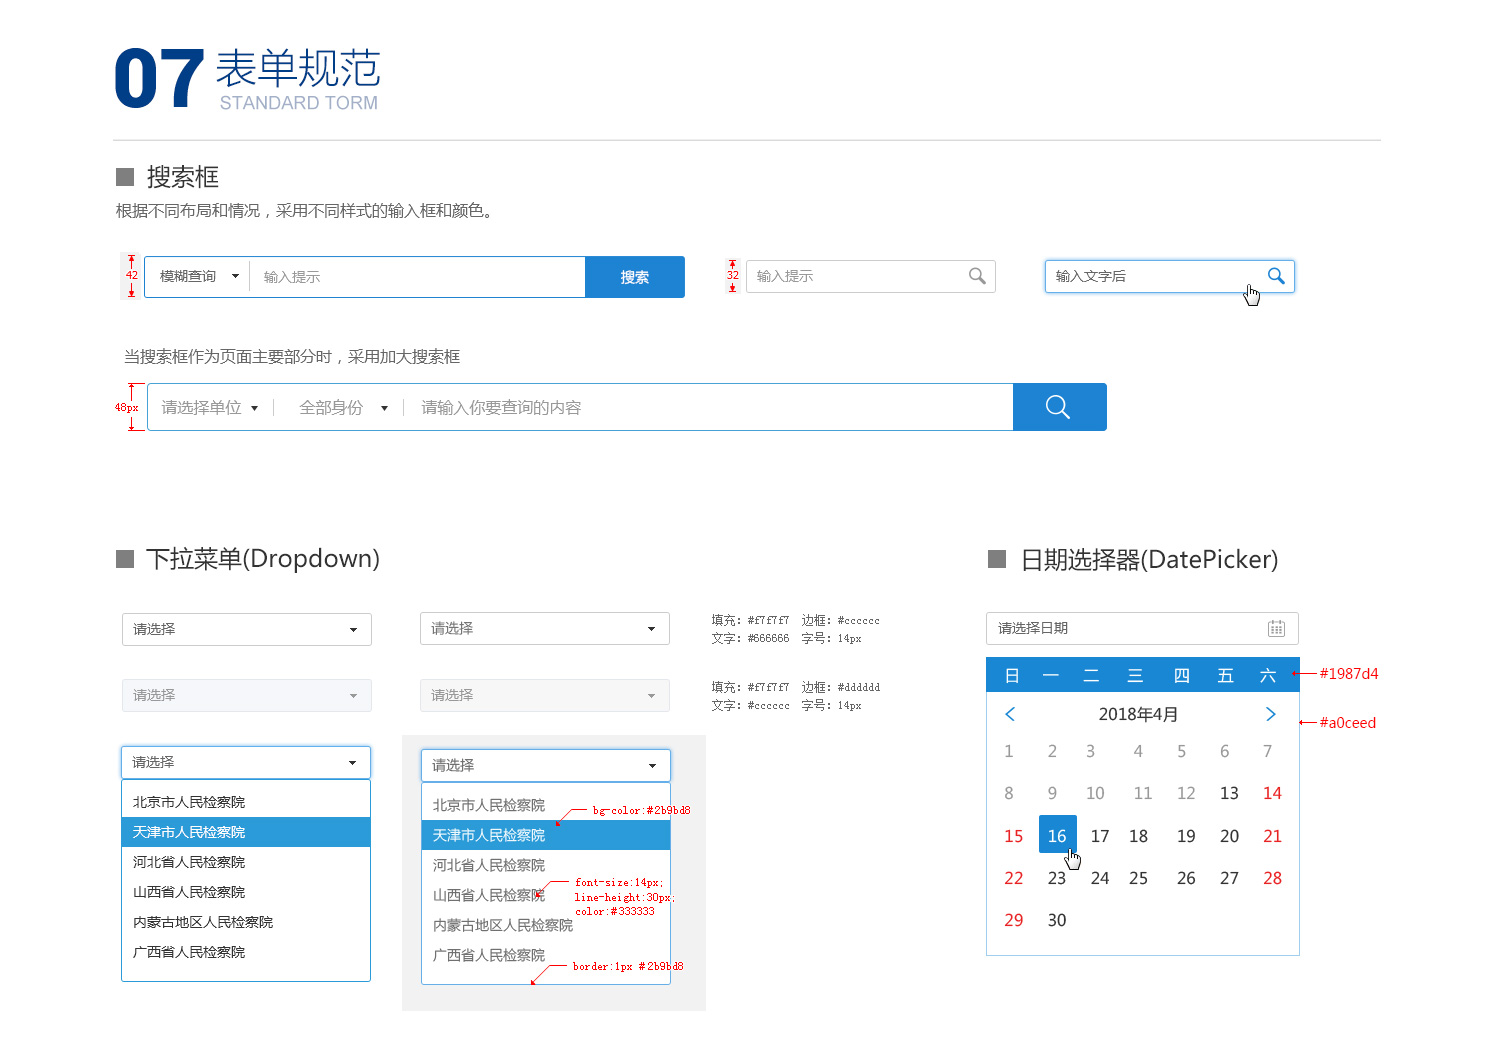 07 表单规范
STANDARD TORM
搜索框
根据不同布局和情况，采用不同样式的输入框和颜色。
42 模糊查询 输入提示 搜索
32 输入提示
输入文字后
当搜索框作为页面主要部分时，采用加大搜索框
48px 请选择单位 全部身份 请输入你要查询的内容
下拉菜单(Dropdown)
请选择
请选择
填充: #f7f7f7 边框: #cccccc
文字: #666666 字号: 14px
请选择
请选择
填充: #f7f7f7 边框: #dddddd
文字: #cccccc 字号: 14px
请选择
北京市人民检察院
天津市人民检察院
河北省人民检察院
山西省人民检察院
内蒙古地区人民检察院
广西省人民检察院
请选择
北京市人民检察院
bg-color:#2b9bd8
天津市人民检察院
河北省人民检察院
山西省人民检察院
font-size:14px;
line-height:30px;
color:#333333
内蒙古地区人民检察院
广西省人民检察院
border:1px #2b9bd8
日期选择器(DatePicker)
请选择日期
日 一 二 三 四 五 六
#1987d4
2018年4月
#a0ceed
1 2 3 4 5 6 7
8 9 10 11 12 13 14
15 16 17 18 19 20 21
22 23 24 25 26 27 28
29 30